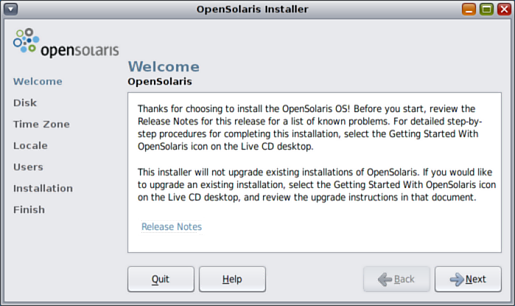 OpenSolaris Installer
opensolaris
Welcome
Disk
Time Zone
Locale
Users
Installation
Finish
Welcome
OpenSolaris
Thanks for choosing to install the OpenSolaris OS! Before you start, review the
Release Notes for this release for a list of known problems. For detailed step-by-
step procedures for completing this installation, select the Getting Started With
OpenSolaris icon on the Live CD desktop.
This installer will not upgrade existing installations of OpenSolaris. If you would like
to upgrade an existing installation, select the Getting Started With OpenSolaris icon
on the Live CD desktop, and review the upgrade instructions in that document.
Release Notes
Quit
Help
Back
Next